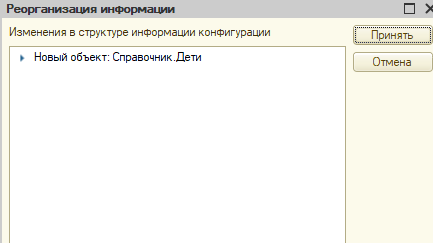 Реорганизация информации
Изменения в структуре информации конфигурации
Принять
Новый объект: Справочник.Дети
Отмена